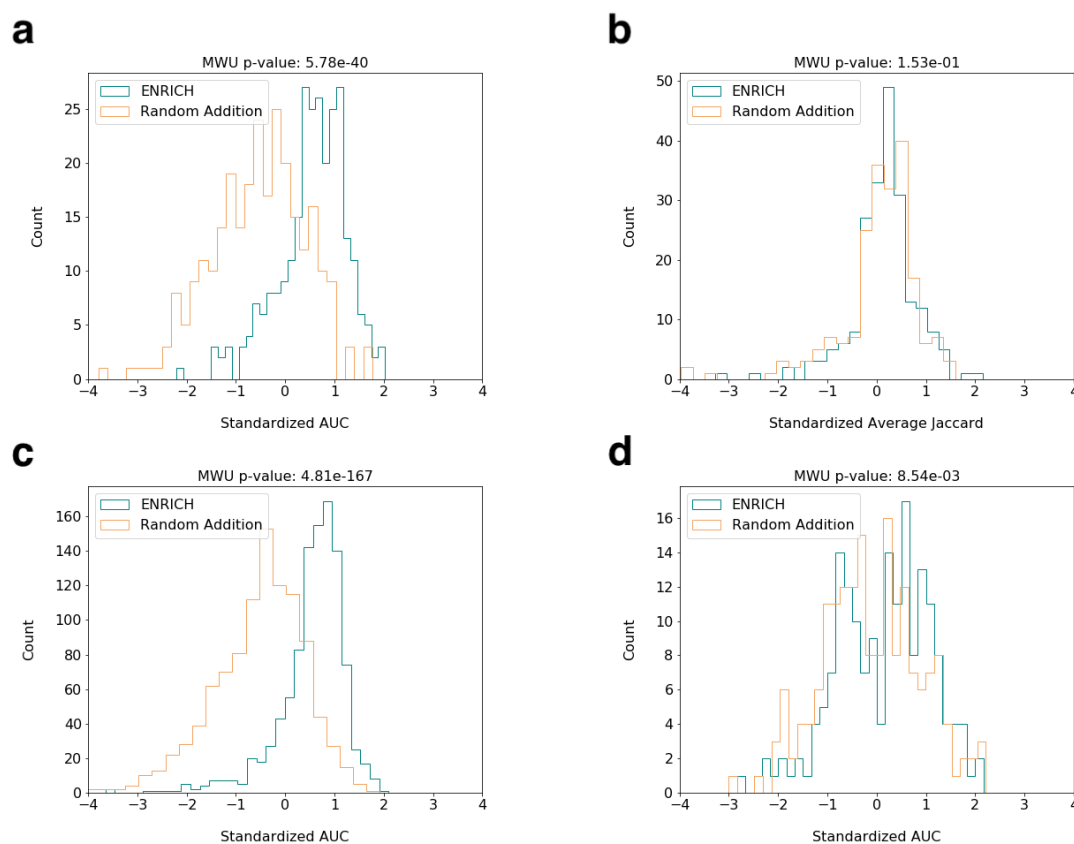 a
MWU p-value: 5.78e-40
ENRICH
Random Addition
25
20
15
10
5
0
Count
−4 −3 −2 −1 0 1 2 3 4
Standardized AUC
b
MWU p-value: 1.53e-01
ENRICH
Random Addition
50
40
30
20
10
0
Count
−4 −3 −2 −1 0 1 2 3 4
Standardized Average Jaccard
c
MWU p-value: 4.81e-167
ENRICH
Random Addition
160
140
120
100
80
60
40
20
0
Count
−4 −3 −2 −1 0 1 2 3 4
Standardized AUC
d
MWU p-value: 8.54e-03
ENRICH
Random Addition
16
14
12
10
8
6
4
2
0
Count
−4 −3 −2 −1 0 1 2 3 4
Standardized AUC